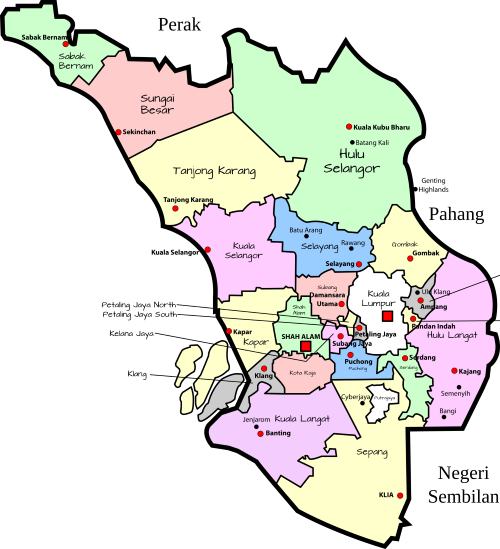 Perak
Sabak Bernam
Sabak
Bernam
Sungai
Besar
Sekinchan
Kuala Kubu Bharu
Batang Kali
Hulu
Selangor
Tanjong Karang
Genting
Highlands
Tanjong Karang
Pahang
Batu Arang
Selayang
Rawang
Gombak
Kuala Selangor
Kuala
Selangor
Gombak
Selayang
Subang
Damansara
Utama
Kuala
Lumpur
Ulu Klang
Ampang
Petaling Jaya North
Petaling Jaya South
Shah
Alam
Pandan Indah
Kelana Jaya
Kapar
Kapar
SHAH ALAM
Petaling Jaya
Subang Jaya
Hulu Langat
Puchong
Puchong
Serdang
Serdang
Klang
Klang
Kota Raja
Kajang
Semenyih
Cyberjaya
Putrajaya
Bangi
Jenjarom
Kuala Langat
Banting
Sepang
KLIA
Negeri
Sembilan